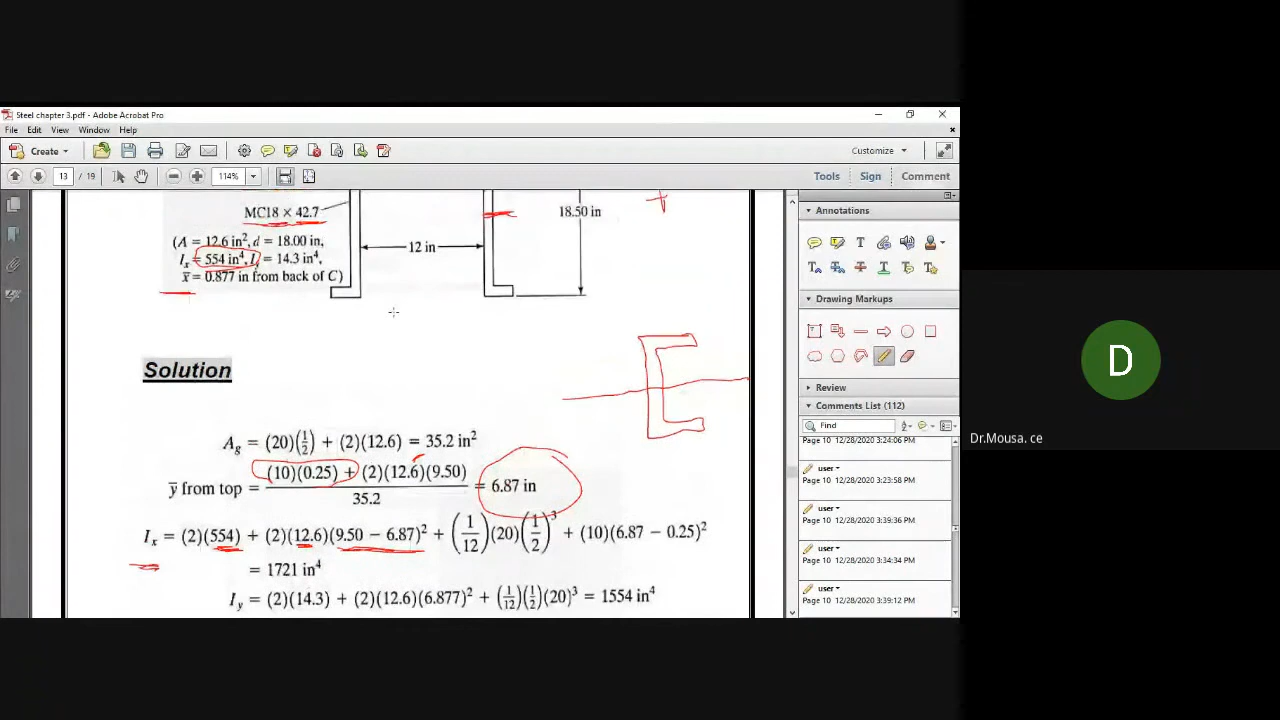 Steel chapter 3.pdf - Adobe Acrobat Pro
File Edit View Window Help
Create Customize
13 / 19 114% Tools Sign Comment
MC18 × 42.7
18.50 in
(A = 12.6 in², d = 18.00 in,
12 in
Iₓ = 554 in⁴, I = 14.3 in⁴,
x̄ = 0.877 in from back of C)
Solution
A_g = (20)(1/2) + (2)(12.6) = 35.2 in²
ȳ from top = (10)(0.25) + (2)(12.6)(9.50) / 35.2 = 6.87 in
Iₓ = (2)(554) + (2)(12.6)(9.50 − 6.87)² + (1/12)(20)(1/2)³ + (10)(6.87 − 0.25)²
= 1721 in⁴
I_y = (2)(14.3) + (2)(12.6)(6.877)² + (1/12)(1/2)(20)³ = 1554 in⁴
Annotations
Drawing Markups
Review
Comments List (112)
Find
Page 10 12/28/2020 3:24:06 PM
user
Page 10 12/28/2020 3:23:58 PM
user
Page 10 12/28/2020 3:39:36 PM
user
Page 10 12/28/2020 3:34:34 PM
user
Page 10 12/28/2020 3:39:12 PM
D
Dr.Mousa. ce